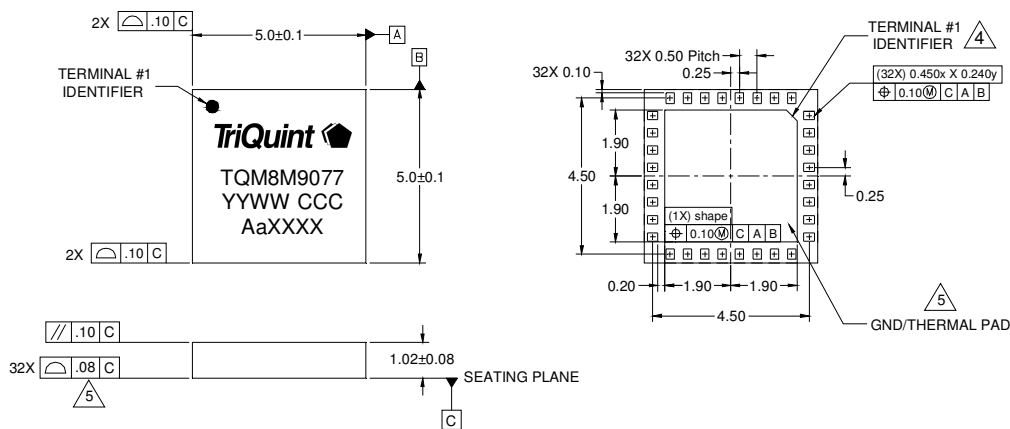 2X ⌓ .10 C
5.0±0.1
A
B
TERMINAL #1
IDENTIFIER
TriQuint
TQM8M9077
YYWW CCC
AaXXXX
5.0±0.1
2X ⌓ .10 C
// .10 C
32X ⌓ .08 C
5
1.02±0.08
SEATING PLANE
C
TERMINAL #1
IDENTIFIER
4
32X 0.50 Pitch
0.25
32X 0.10
(32X) 0.450x X 0.240y
⌖ 0.10Ⓜ C A B
1.90
4.50
1.90
0.25
(1X) shape
⌖ 0.10Ⓜ C A B
0.20
1.90
1.90
4.50
5
GND/THERMAL PAD